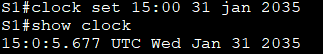 S1#clock set 15:00 31 jan 2035
S1#show clock
15:0:5.677 UTC Wed Jan 31 2035